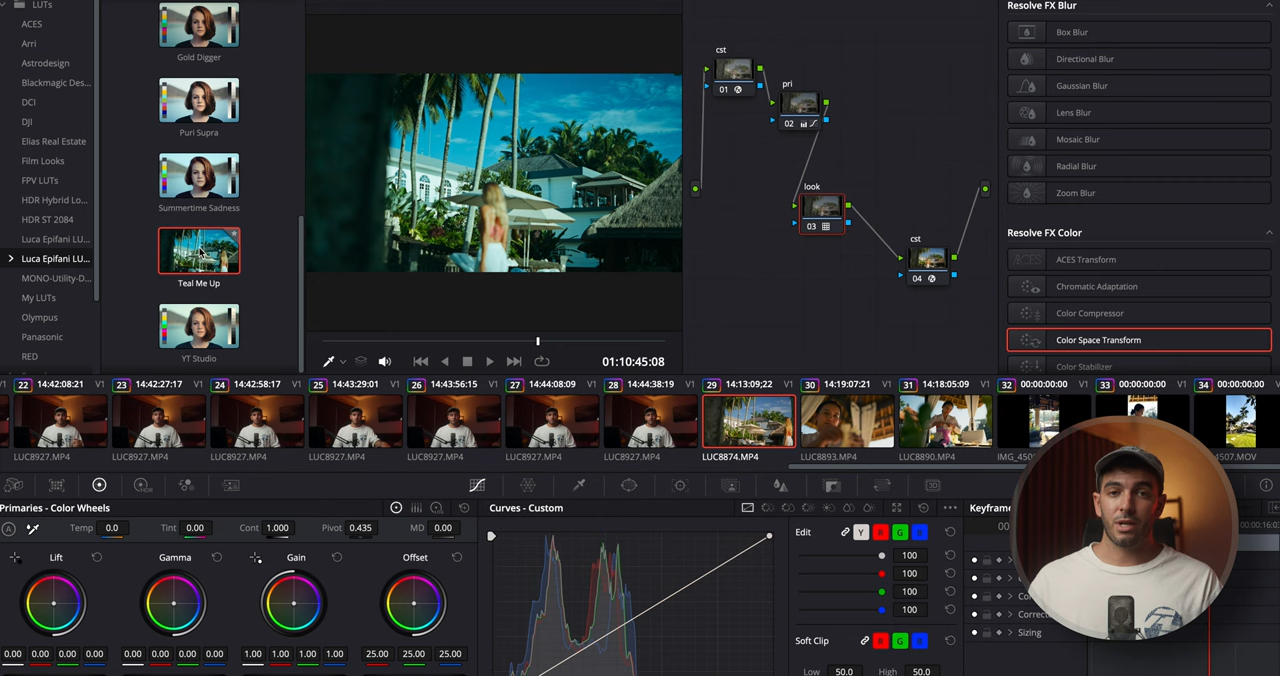 LUTs
ACES
Arri
Astrodesign
Blackmagic Des...
DCI
DJI
Elias Real Estate
Film Looks
FPV LUTs
HDR Hybrid Lo...
HDR ST 2084
Luca Epifani LU...
Luca Epifani LU...
MONO-Utility-D...
My LUTs
Olympus
Panasonic
RED
Gold Digger
Puri Supra
Summertime Sadness
Teal Me Up
YT Studio
01:10:45:08
cst
01
pri
02
look
03
cst
04
Resolve FX Blur
Box Blur
Directional Blur
Gaussian Blur
Lens Blur
Mosaic Blur
Radial Blur
Zoom Blur
Resolve FX Color
ACES Transform
Chromatic Adaptation
Color Compressor
Color Space Transform
Color Stabilizer
V1 22 14:42:08:21 V1 23 14:42:27:17 V1 24 14:42:58:17 V1 25 14:43:29:01 V1 26 14:43:56:15 V1 27 14:44:08:09 V1 28 14:44:38:19 V1 29 14:13:09;22 V1 30 14:19:07:21 V1 31 14:18:05:09 V1 32 00:00:00:00 V1 33 00:00:00:00 V1 34 00:00:00:00
LUC8927.MP4 LUC8927.MP4 LUC8927.MP4 LUC8927.MP4 LUC8927.MP4 LUC8927.MP4 LUC8927.MP4 LUC8874.MP4 LUC8893.MP4 LUC8890.MP4 IMG_450 4507.MOV
Primaries - Color Wheels
A Temp 0.0 Tint 0.00 Cont 1.000 Pivot 0.435 MD 0.00
Lift Gamma Gain Offset
0.00 0.00 0.00 0.00 0.00 0.00 0.00 0.00 1.00 1.00 1.00 1.00 25.00 25.00 25.00
Curves - Custom
Edit Y R G B
100
100
100
100
Soft Clip R G B
Low 50.0 High 50.0
Keyframe
00 00:00:16:0
Co
Correct
Sizing